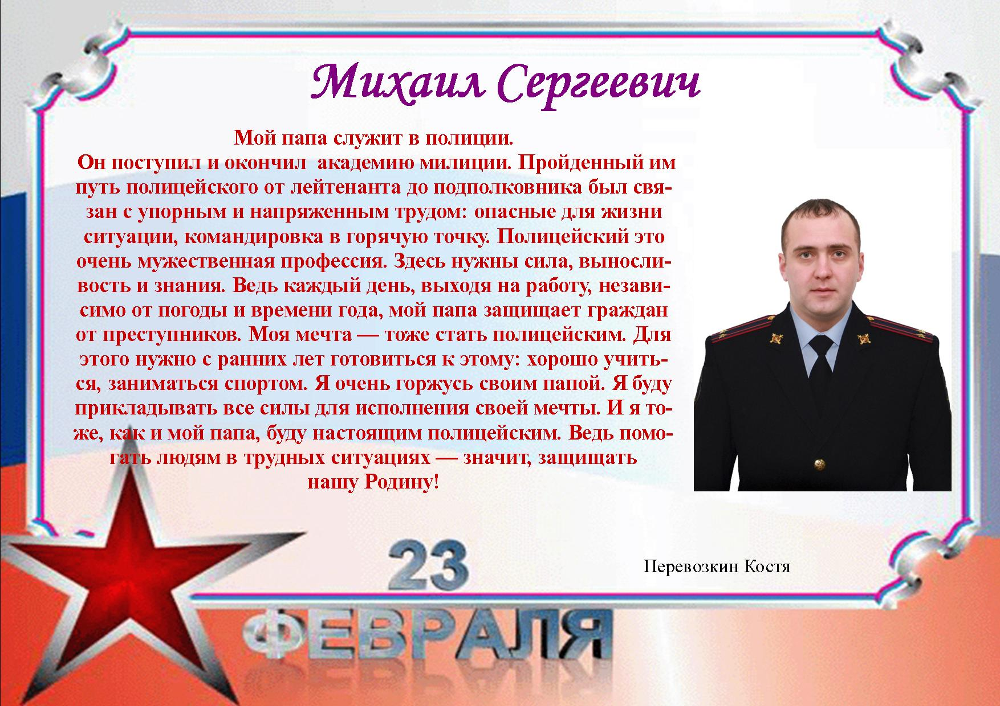 Михаил Сергеевич
Мой папа служит в полиции.
Он поступил и окончил  академию милиции. Пройденный им
путь полицейского от лейтенанта до подполковника был свя-
зан с упорным и напряженным трудом: опасные для жизни
ситуации, командировка в горячую точку. Полицейский это
очень мужественная профессия. Здесь нужны сила, выносли-
вость и знания. Ведь каждый день, выходя на работу, незави-
симо от погоды и времени года, мой папа защищает граждан
от преступников. Моя мечта — тоже стать полицейским. Для
этого нужно с ранних лет готовиться к этому: хорошо учить-
ся, заниматься спортом. Я очень горжусь своим папой. Я буду
прикладывать все силы для исполнения своей мечты. И я то-
же, как и мой папа, буду настоящим полицейским. Ведь помо-
гать людям в трудных ситуациях — значит, защищать
нашу Родину!
Перевозкин Костя
23
ФЕВРАЛЯ